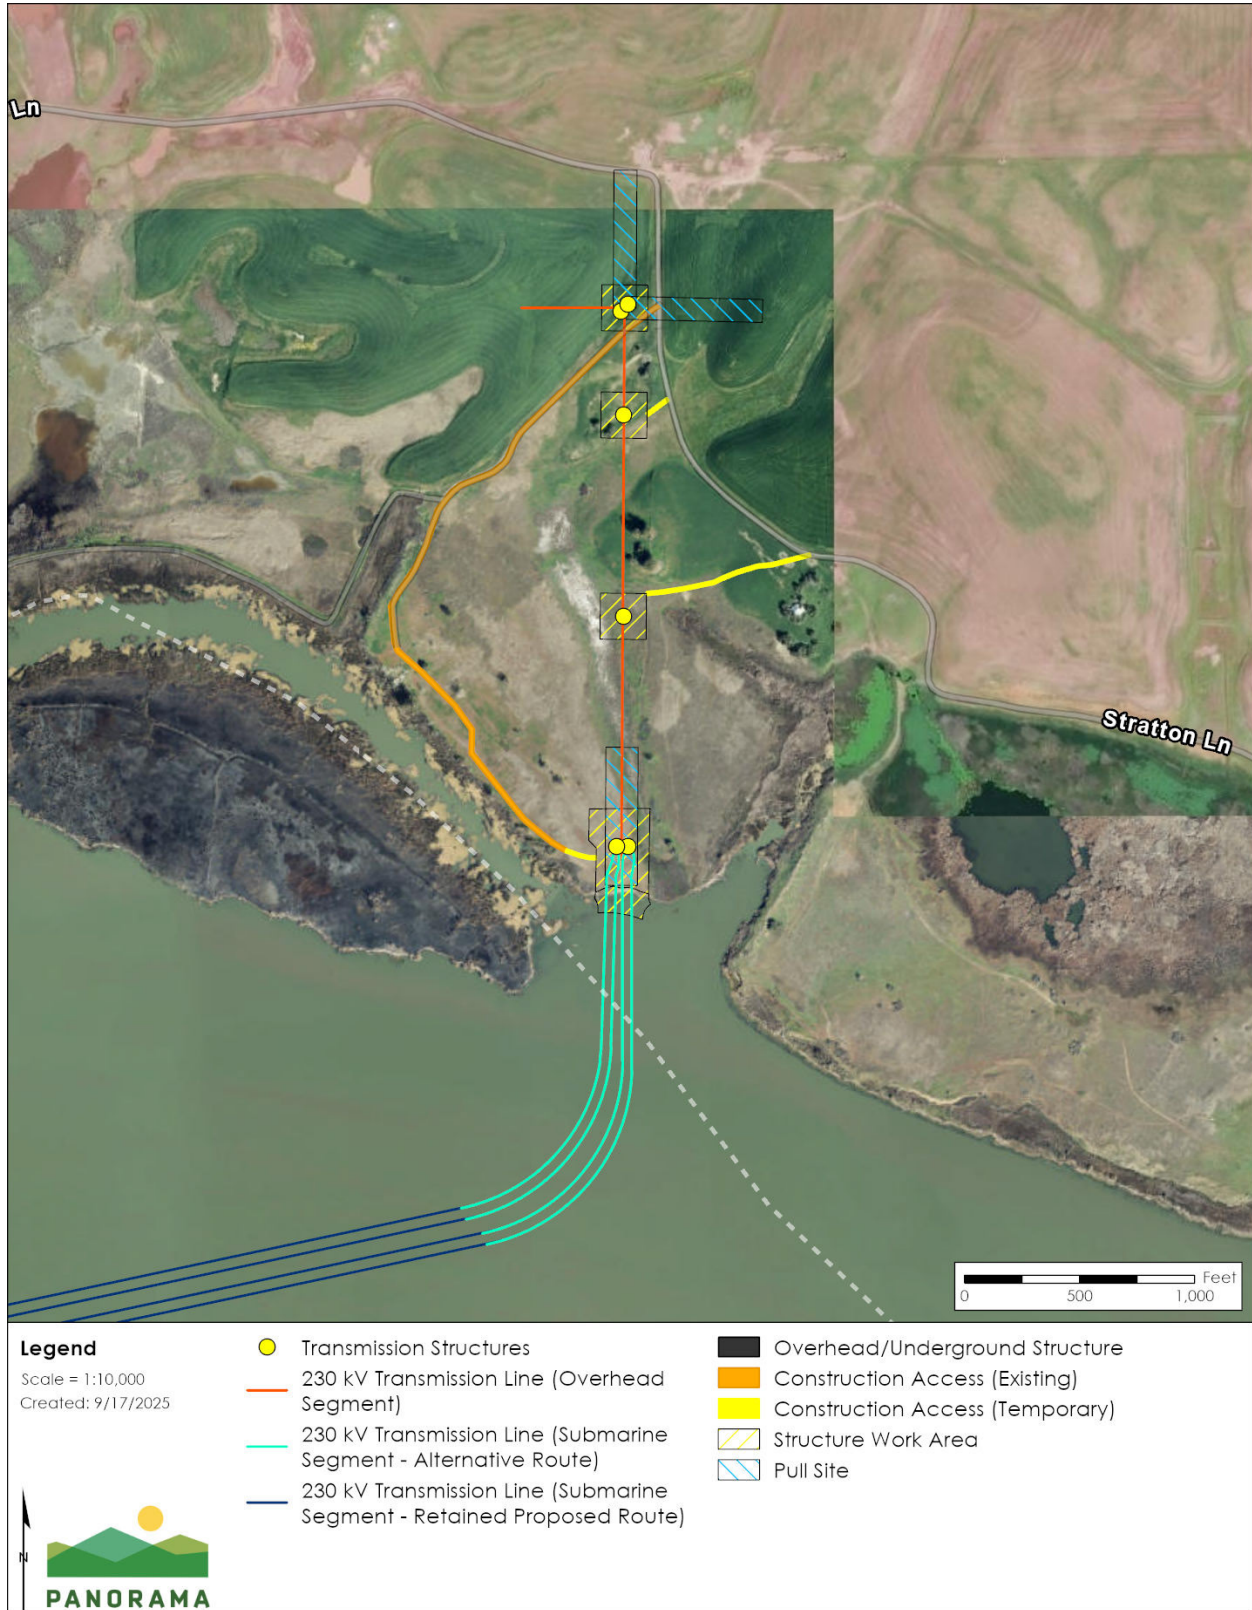 Ln
Stratton Ln
Feet
0 500 1,000
Legend
Scale = 1:10,000
Created: 9/17/2025
N
PANORAMA
Transmission Structures
230 kV Transmission Line (Overhead
Segment)
230 kV Transmission Line (Submarine
Segment - Alternative Route)
230 kV Transmission Line (Submarine
Segment - Retained Proposed Route)
Overhead/Underground Structure
Construction Access (Existing)
Construction Access (Temporary)
Structure Work Area
Pull Site